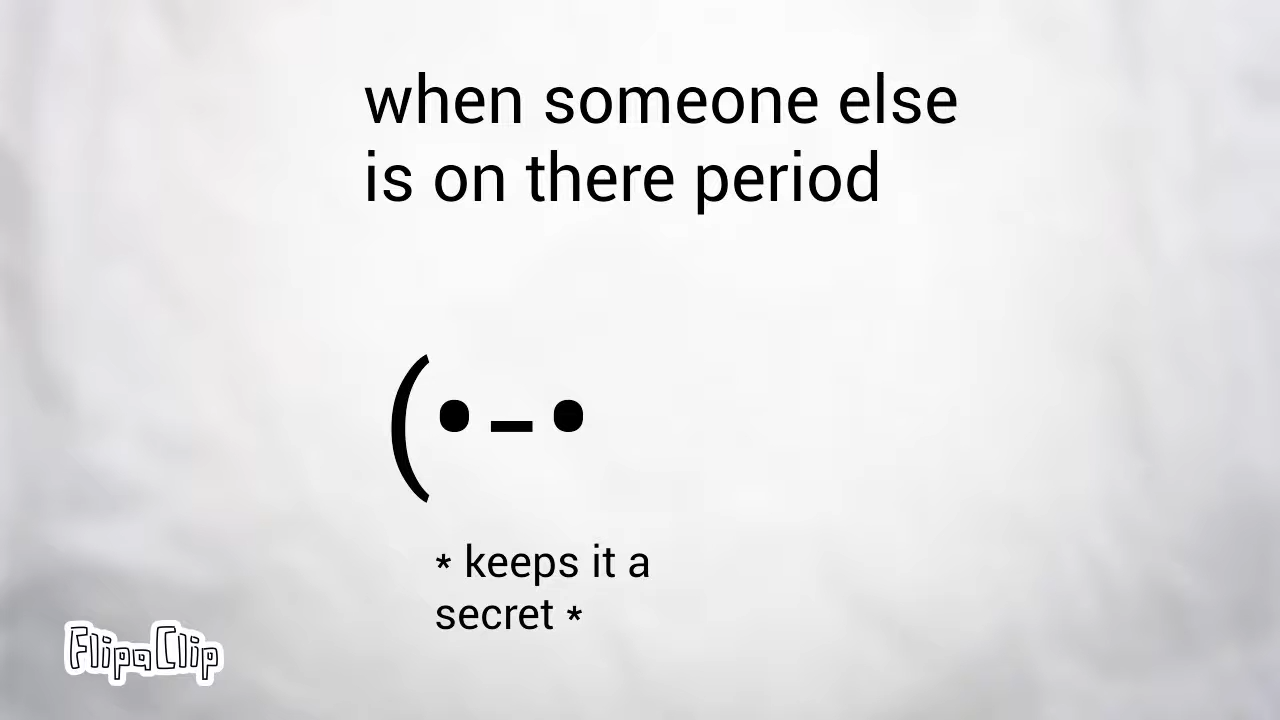 when someone else
is on there period
(•-•
* keeps it a
secret *
FlipaClip